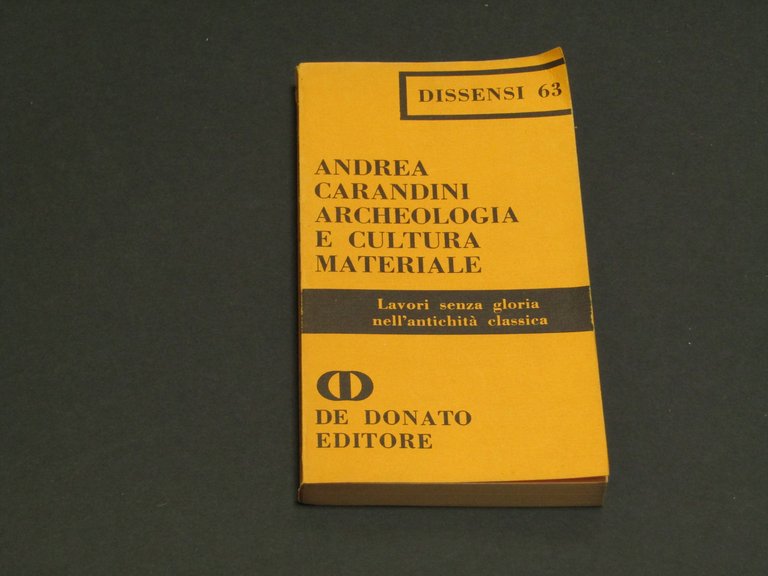 DISSENSI 63
ANDREA
CARANDINI
ARCHEOLOGIA
E CULTURA
MATERIALE
Lavori senza gloria
nell'antichità classica
DE DONATO
EDITORE